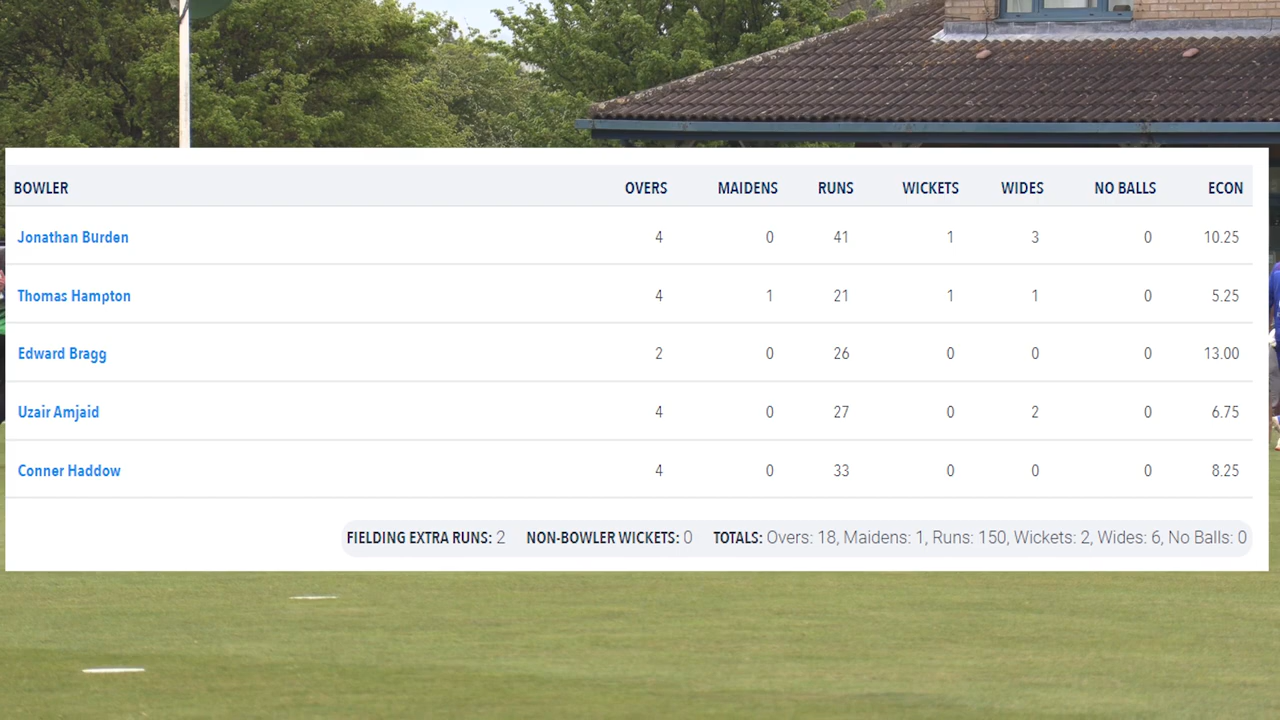 BOWLER OVERS MAIDENS RUNS WICKETS WIDES NO BALLS ECON
Jonathan Burden 4 0 41 1 3 0 10.25
Thomas Hampton 4 1 21 1 1 0 5.25
Edward Bragg 2 0 26 0 0 0 13.00
Uzair Amjaid 4 0 27 0 2 0 6.75
Conner Haddow 4 0 33 0 0 0 8.25
FIELDING EXTRA RUNS: 2 NON-BOWLER WICKETS: 0 TOTALS: Overs: 18, Maidens: 1, Runs: 150, Wickets: 2, Wides: 6, No Balls: 0